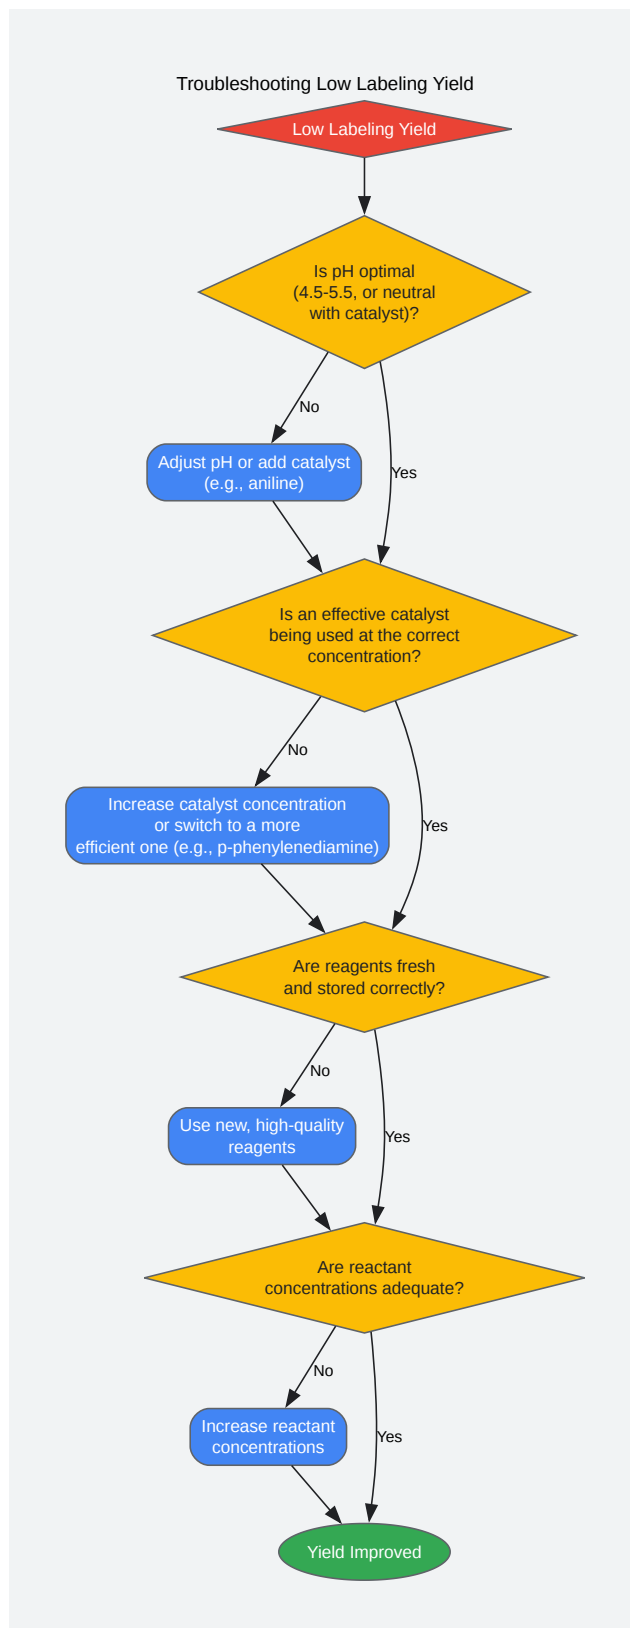 Troubleshooting Low Labeling Yield
Low Labeling Yield
Is pH optimal
(4.5-5.5, or neutral
with catalyst)?
No
Adjust pH or add catalyst
(e.g., aniline)
Yes
Is an effective catalyst
being used at the correct
concentration?
No
Increase catalyst concentration
or switch to a more
efficient one (e.g., p-phenylenediamine)
Yes
Are reagents fresh
and stored correctly?
No
Use new, high-quality
reagents
Yes
Are reactant
concentrations adequate?
No
Increase reactant
concentrations
Yes
Yield Improved